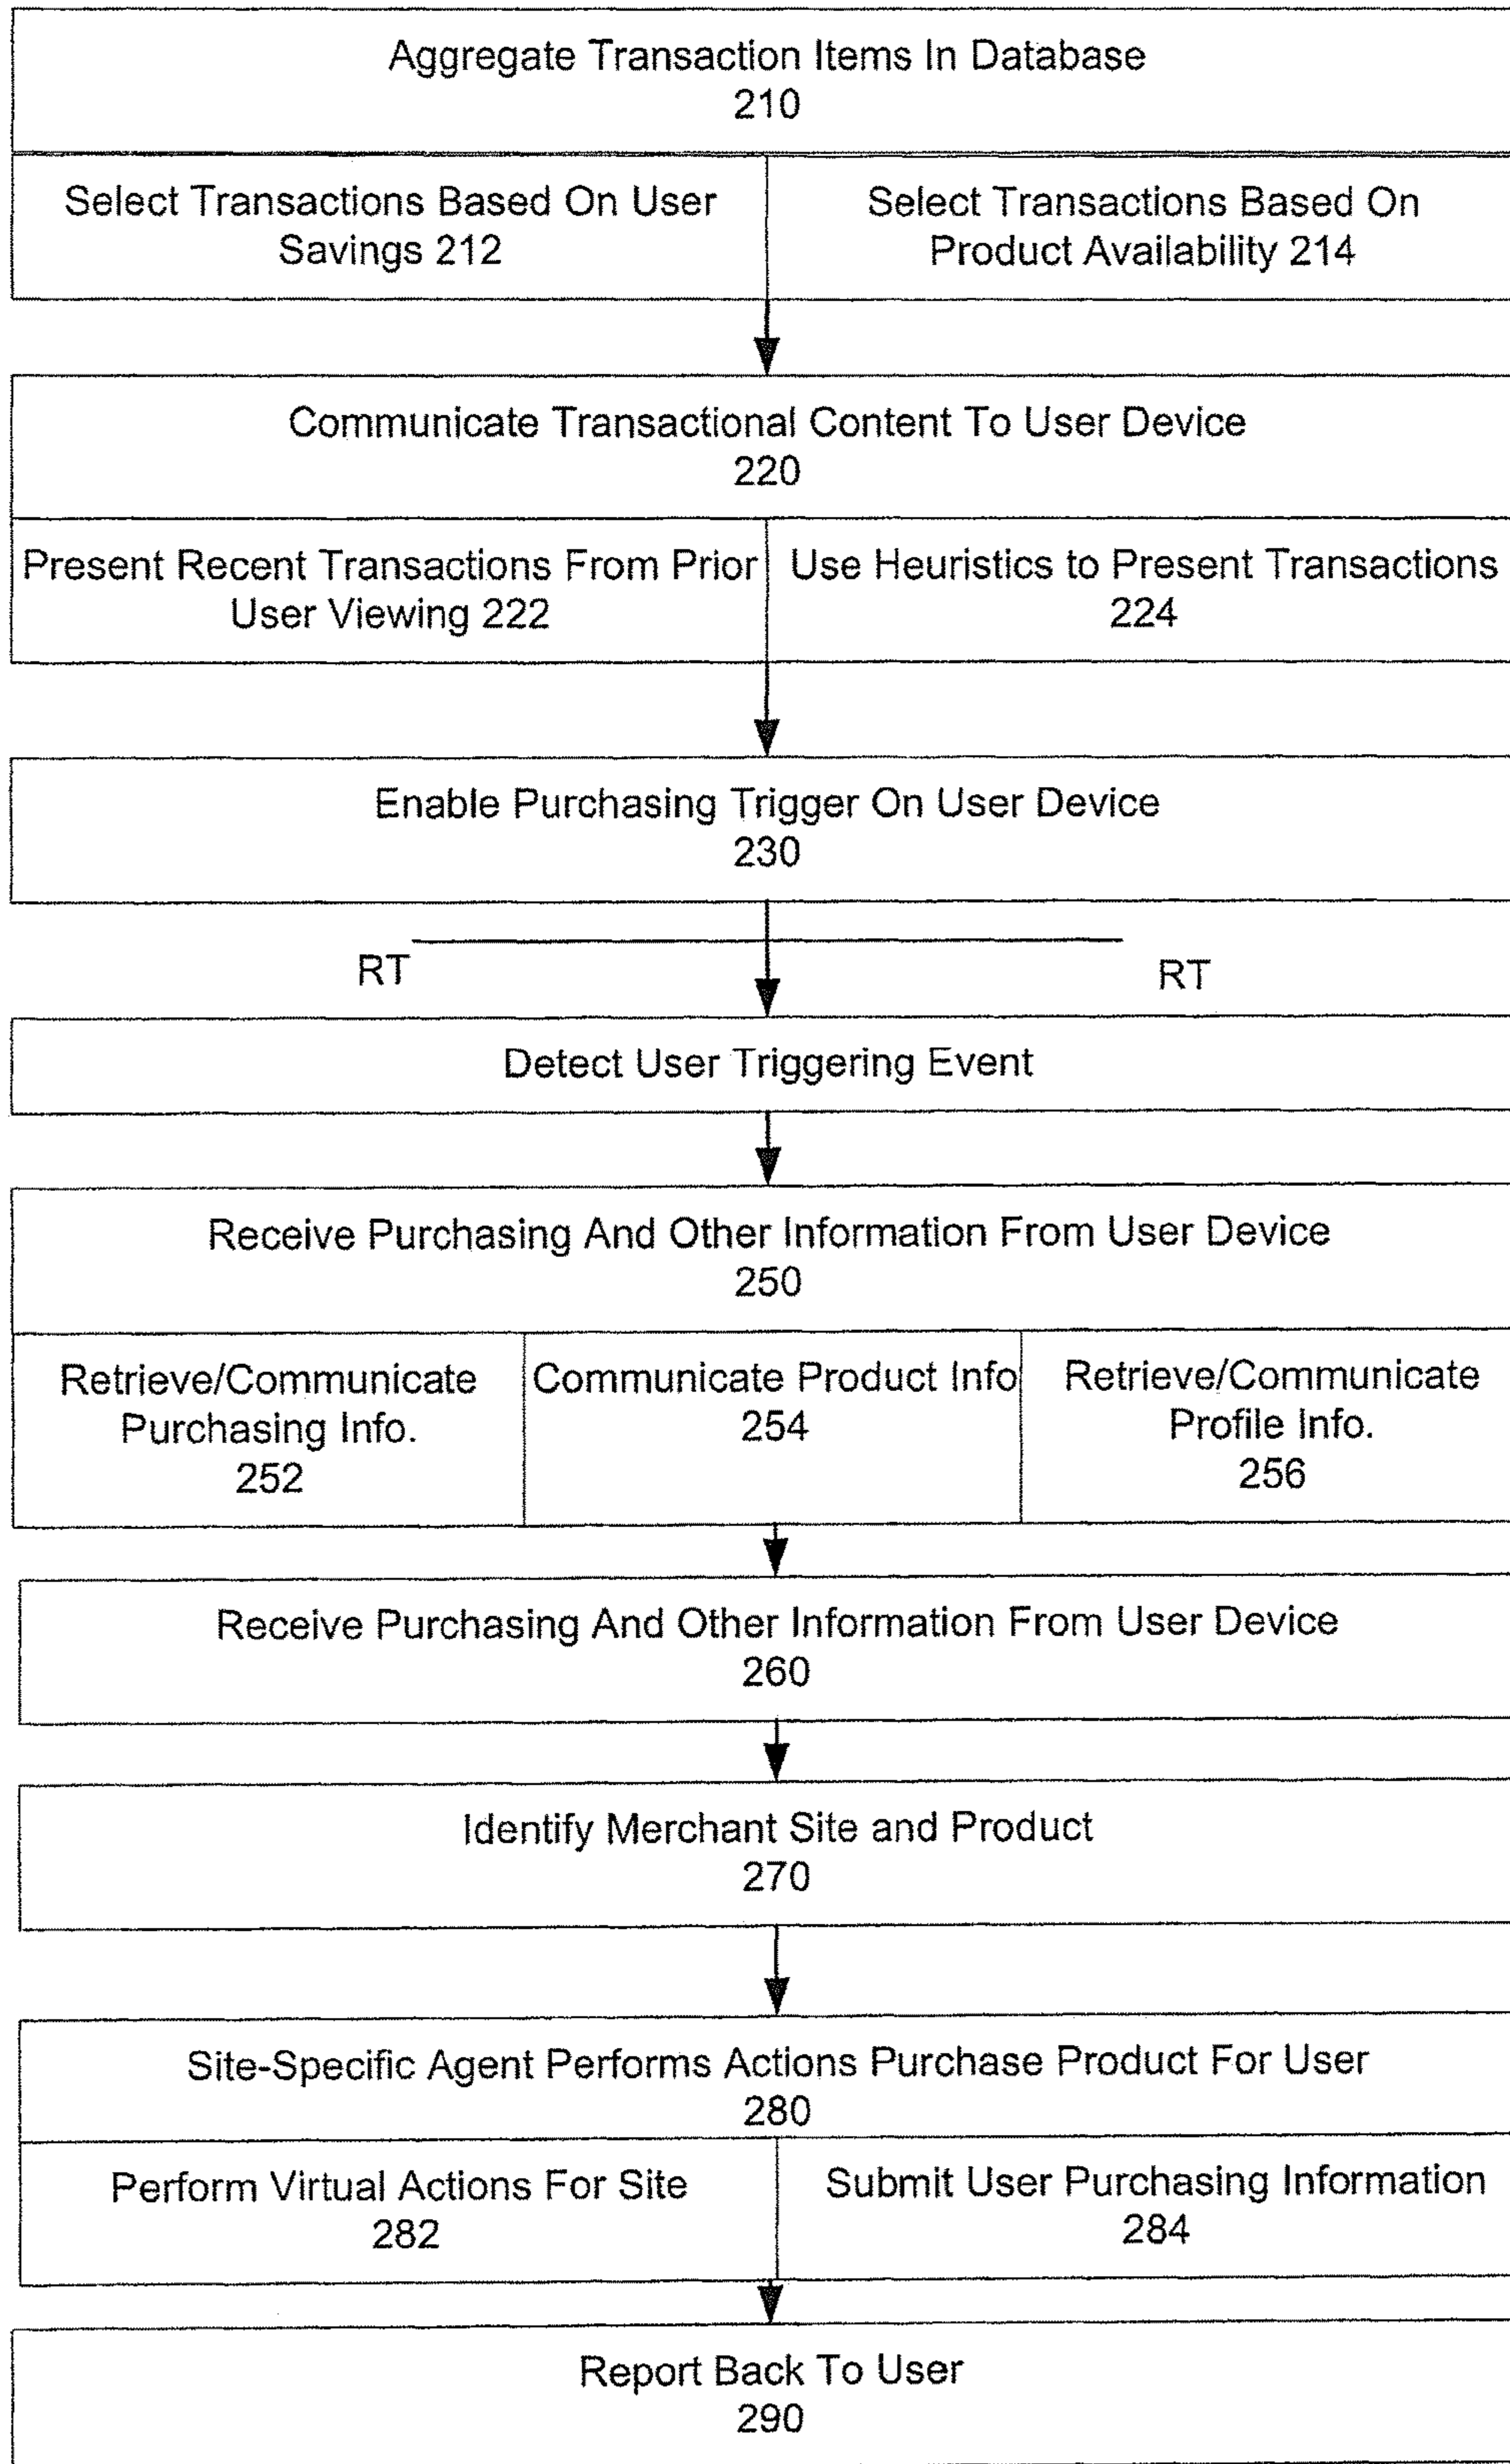 Aggregate Transaction Items In Database
210
Select Transactions Based On User
Savings 212
Select Transactions Based On
Product Availability 214
Communicate Transactional Content To User Device
220
Present Recent Transactions From Prior
User Viewing 222
Use Heuristics to Present Transactions
224
Enable Purchasing Trigger On User Device
230
RT
RT
Detect User Triggering Event
Receive Purchasing And Other Information From User Device
250
Retrieve/Communicate
Purchasing Info.
252
Communicate Product Info
254
Retrieve/Communicate
Profile Info.
256
Receive Purchasing And Other Information From User Device
260
Identify Merchant Site and Product
270
Site-Specific Agent Performs Actions Purchase Product For User
280
Perform Virtual Actions For Site
282
Submit User Purchasing Information
284
Report Back To User
290